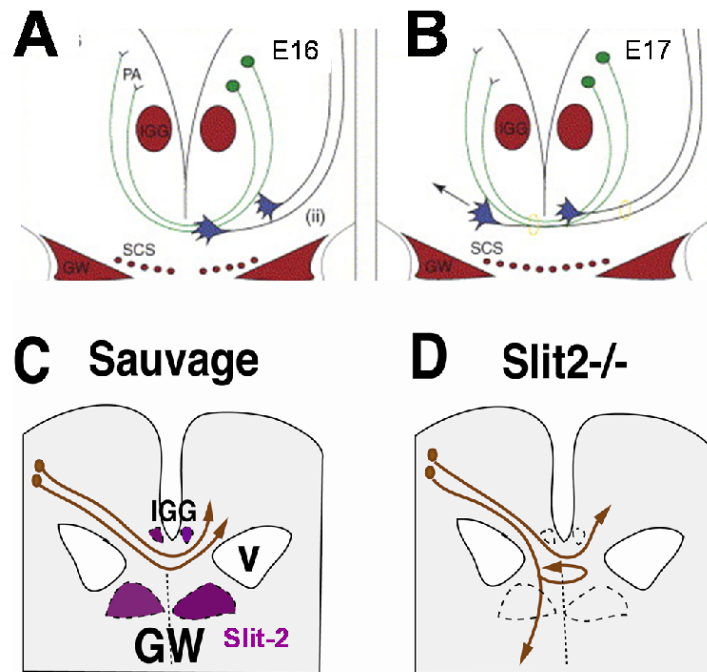 A
E16
PA
IGG
(ii)
SCS
GW
B
E17
IGG
SCS
GW
C Sauvage
IGG
V
GW
Slit-2
D Slit2-/-